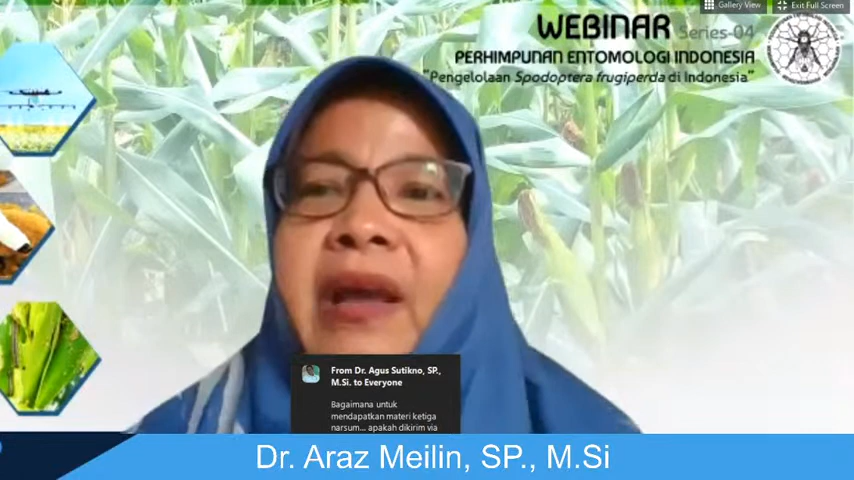 Gallery View
Exit Full Screen
WEBINAR Series-04
PERHIMPUNAN ENTOMOLOGI INDONESIA
"Pengelolaan Spodoptera frugiperda di Indonesia"
From Dr. Agus Sutikno, SP.,
M.Si. to Everyone
Bagaimana untuk
mendapatkan materi ketiga
narsum... apakah dikirim via
Dr. Araz Meilin, SP., M.Si